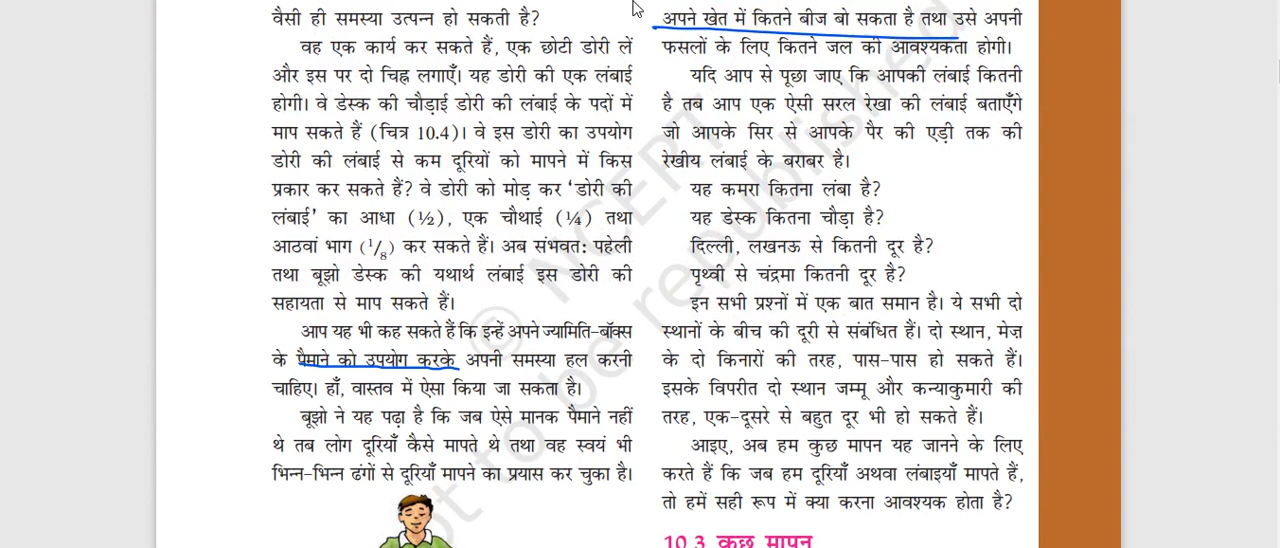 वैसी ही समस्या उत्पन्न हो सकती है?
वह एक कार्य कर सकते हैं, एक छोटी डोरी लें
और इस पर दो चिह्न लगाएँ। यह डोरी की एक लंबाई
होगी। वे डेस्क की चौड़ाई डोरी की लंबाई के पदों में
माप सकते हैं (चित्र 10.4)। वे इस डोरी का उपयोग
डोरी की लंबाई से कम दूरियों को मापने में किस
प्रकार कर सकते हैं? वे डोरी को मोड़ कर ‘डोरी की
लंबाई’ का आधा (½), एक चौथाई (¼) तथा
आठवां भाग (1/8) कर सकते हैं। अब संभवत: पहेली
तथा बूझो डेस्क की यथार्थ लंबाई इस डोरी की
सहायता से माप सकते हैं।
आप यह भी कह सकते हैं कि इन्हें अपने ज्यामिति-बॉक्स
के पैमाने को उपयोग करके अपनी समस्या हल करनी
चाहिए। हाँ, वास्तव में ऐसा किया जा सकता है।
बूझो ने यह पढ़ा है कि जब ऐसे मानक पैमाने नहीं
थे तब लोग दूरियाँ कैसे मापते थे तथा वह स्वयं भी
भिन्न-भिन्न ढंगों से दूरियाँ मापने का प्रयास कर चुका है।
अपने खेत में कितने बीज बो सकता है तथा उसे अपनी
फसलों के लिए कितने जल की आवश्यकता होगी।
यदि आप से पूछा जाए कि आपकी लंबाई कितनी
है तब आप एक ऐसी सरल रेखा की लंबाई बताएँगे
जो आपके सिर से आपके पैर की एड़ी तक की
रेखीय लंबाई के बराबर है।
यह कमरा कितना लंबा है?
यह डेस्क कितना चौड़ा है?
दिल्ली, लखनऊ से कितनी दूर है?
पृथ्वी से चंद्रमा कितनी दूर है?
इन सभी प्रश्नों में एक बात समान है। ये सभी दो
स्थानों के बीच की दूरी से संबंधित हैं। दो स्थान, मेज
के दो किनारों की तरह, पास-पास हो सकते हैं।
इसके विपरीत दो स्थान जम्मू और कन्याकुमारी की
तरह, एक-दूसरे से बहुत दूर भी हो सकते हैं।
आइए, अब हम कुछ मापन यह जानने के लिए
करते हैं कि जब हम दूरियाँ अथवा लंबाइयाँ मापते हैं,
तो हमें सही रूप में क्या करना आवश्यक होता है?
10.3 कुछ मापन
© NCERT
not to be republished